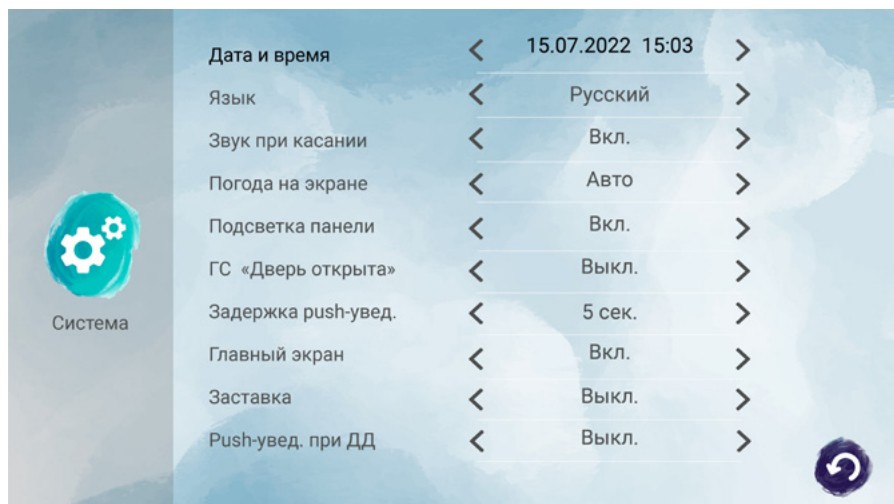 Дата и время 15.07.2022 15:03
Язык Русский
Звук при касании Вкл.
Погода на экране Авто
Подсветка панели Вкл.
ГС «Дверь открыта» Выкл.
Задержка push-увед. 5 сек.
Система
Главный экран Вкл.
Заставка Выкл.
Push-увед. при ДД Выкл.